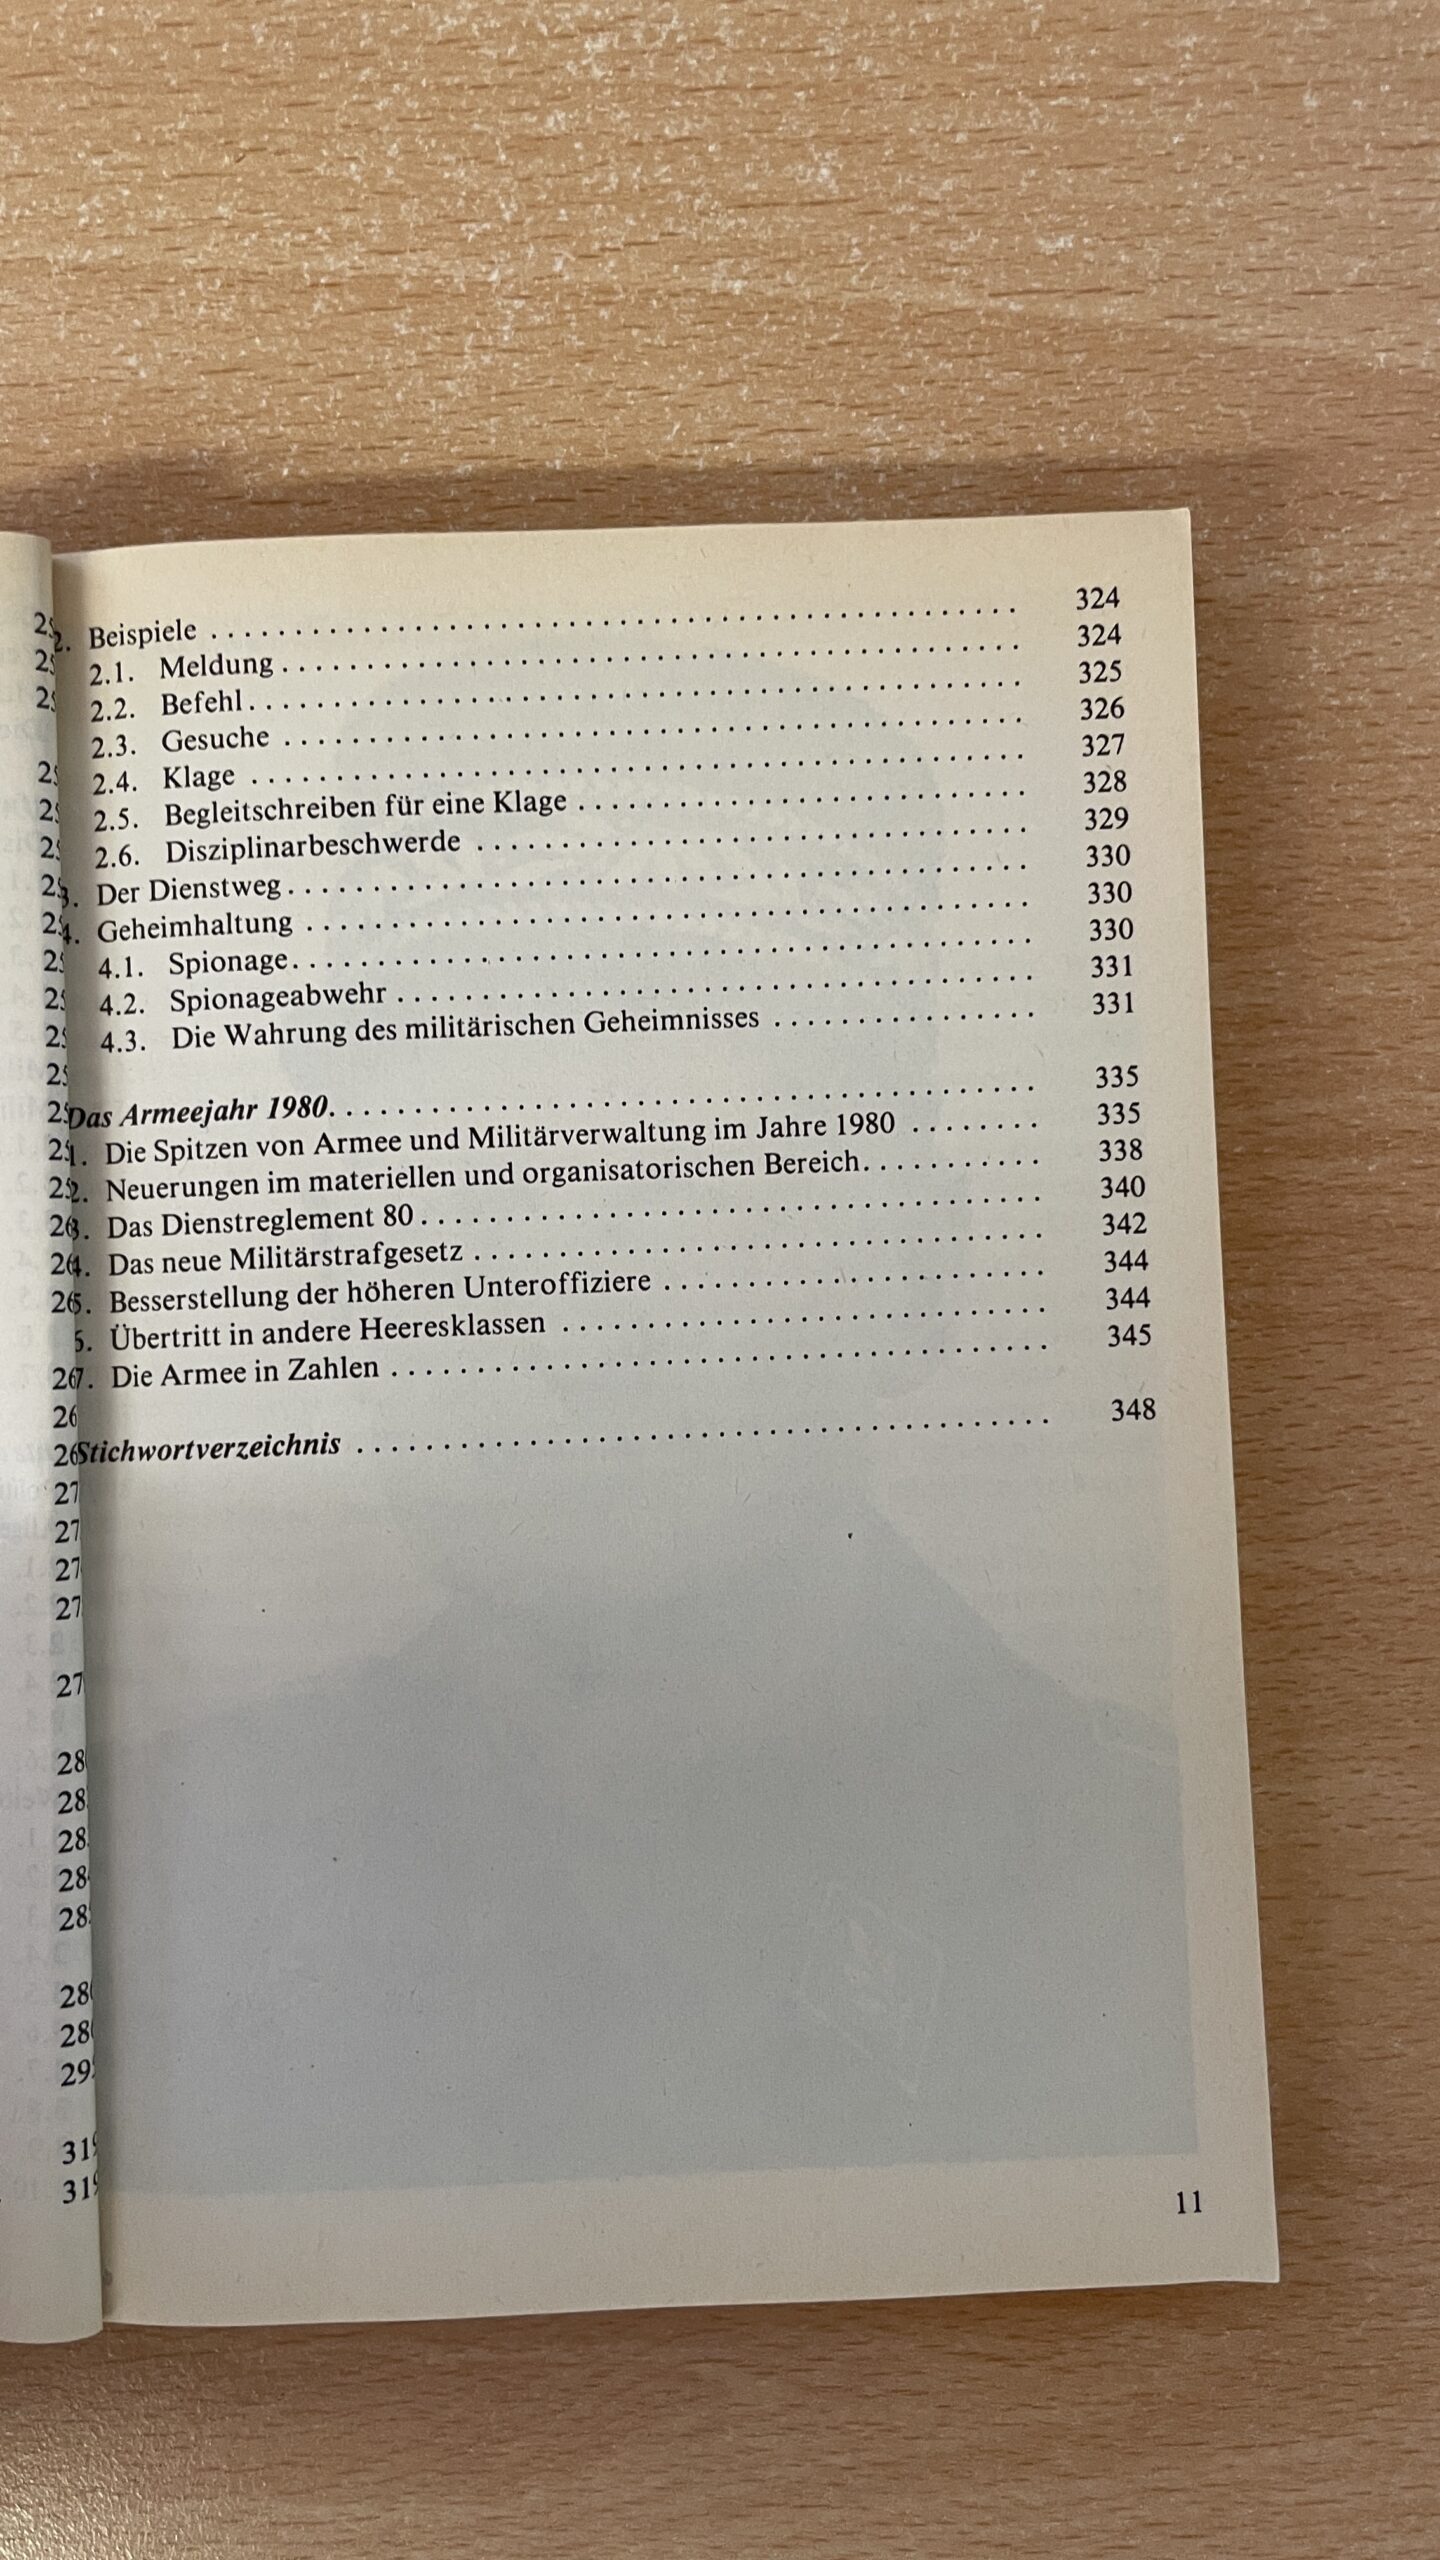 2. Beispiele 324
2.1. Meldung 324
2.2. Befehl 325
2.3. Gesuche 326
2.4. Klage 327
2.5. Begleitschreiben für eine Klage 328
2.6. Disziplinarbeschwerde 329
3. Der Dienstweg 330
4. Geheimhaltung 330
4.1. Spionage 330
4.2. Spionageabwehr 331
4.3. Die Wahrung des militärischen Geheimnisses 331
Das Armeejahr 1980 335
1. Die Spitzen von Armee und Militärverwaltung im Jahre 1980 335
2. Neuerungen im materiellen und organisatorischen Bereich 338
3. Das Dienstreglement 80 340
4. Das neue Militärstrafgesetz 342
5. Besserstellung der höheren Unteroffiziere 344
6. Übertritt in andere Heeresklassen 344
7. Die Armee in Zahlen 345
Stichwortverzeichnis 348
11